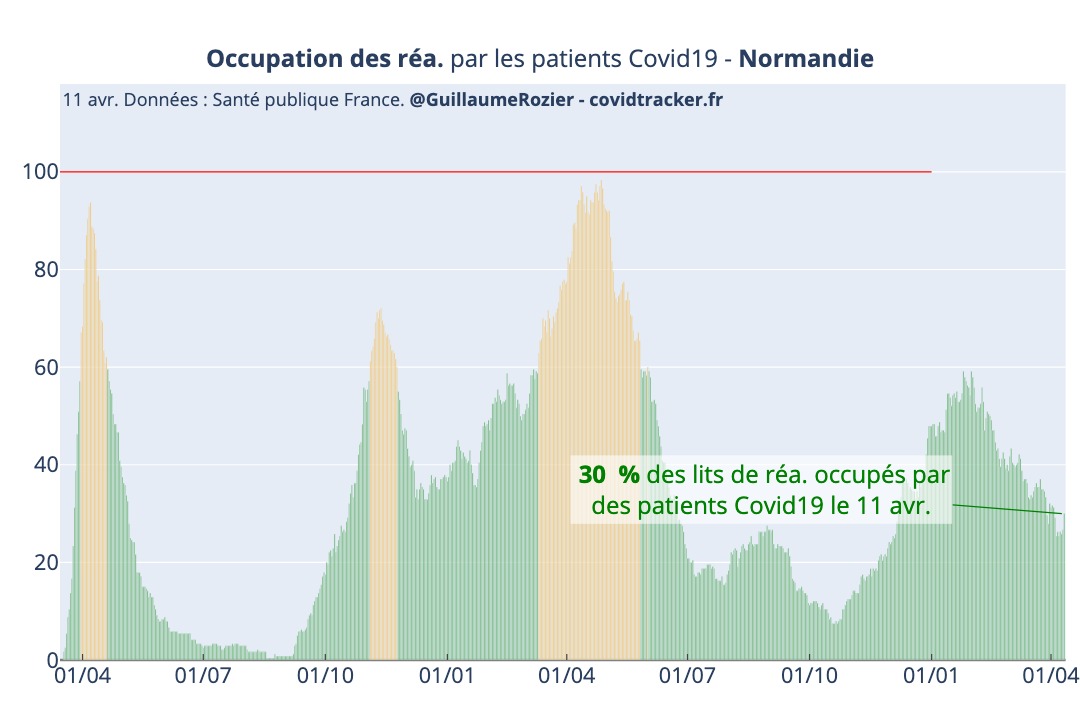 Occupation des réa. par les patients Covid19 - Normandie
11 avr. Données : Santé publique France. @GuillaumeRozier - covidtracker.fr
100
80
60
40
20
0
30 % des lits de réa. occupés par
des patients Covid19 le 11 avr.
01/04 01/07 01/10 01/01 01/04 01/07 01/10 01/01 01/04